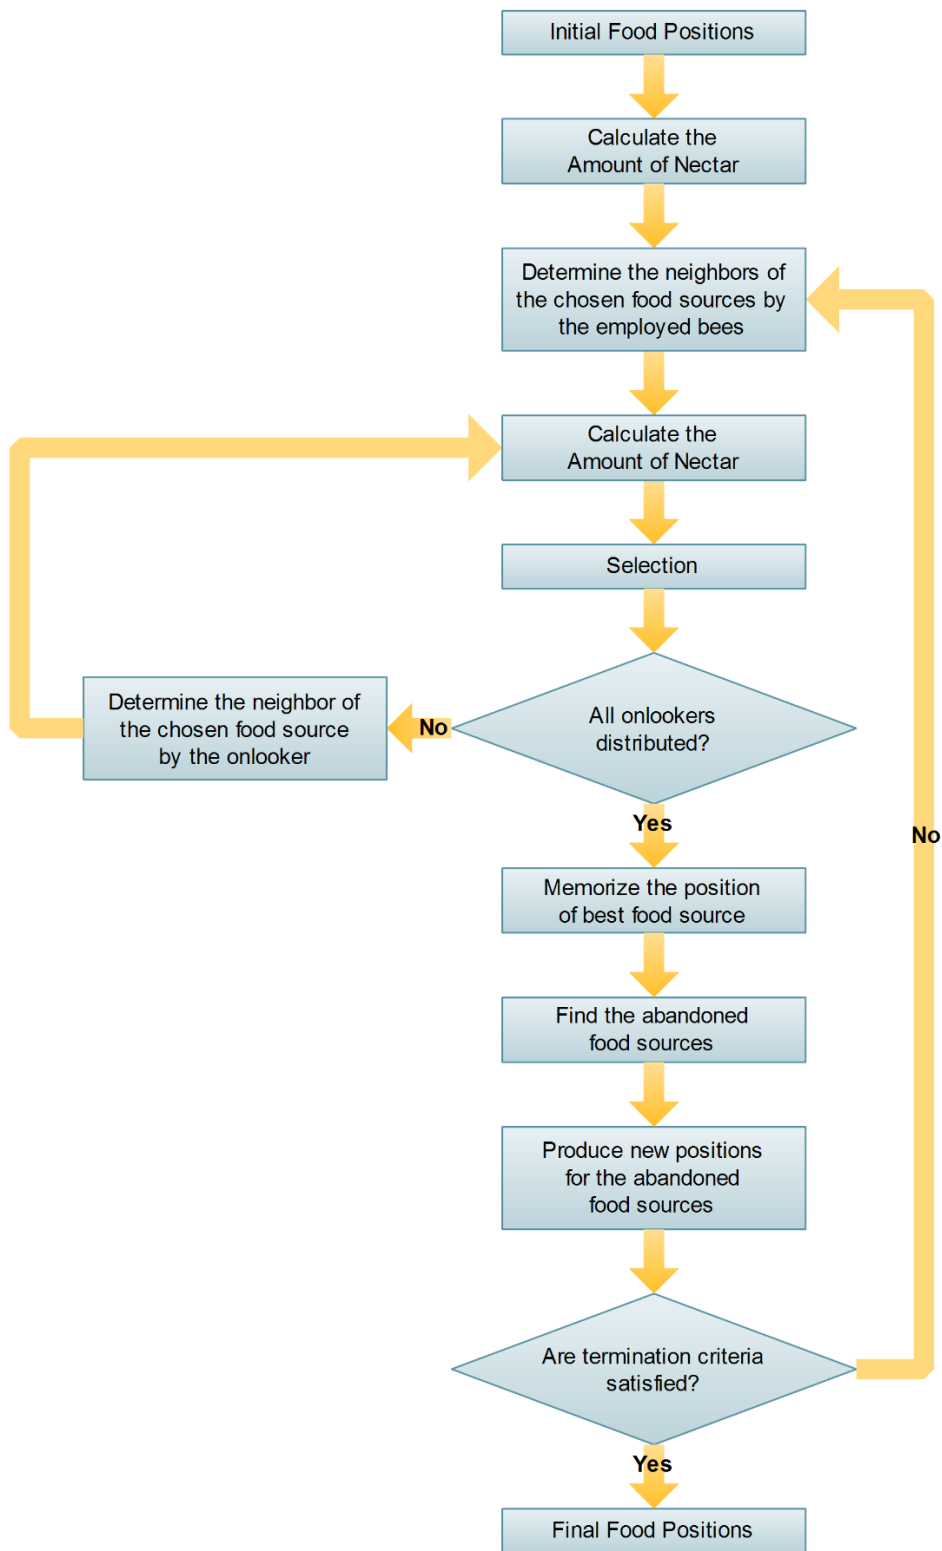 Initial Food Positions
Calculate the
Amount of Nectar
Determine the neighbors of
the chosen food sources by
the employed bees
Calculate the
Amount of Nectar
Selection
All onlookers
distributed?
No
Determine the neighbor of
the chosen food source
by the onlooker
Yes
No
Memorize the position
of best food source
Find the abandoned
food sources
Produce new positions
for the abandoned
food sources
Are termination criteria
satisfied?
Yes
Final Food Positions